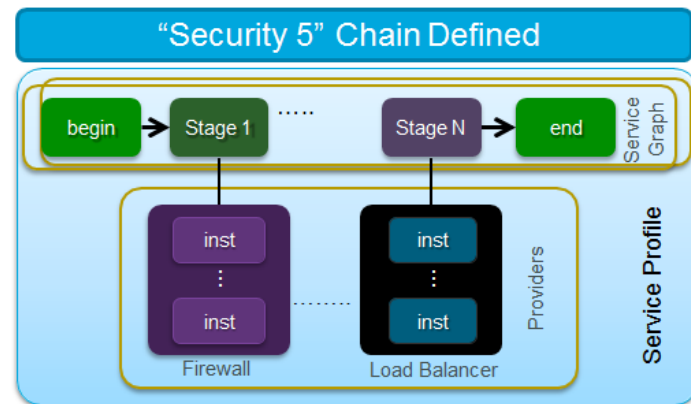 “Security 5” Chain Defined
begin
Stage 1
.....
Stage N
end
Service
Graph
inst
inst
inst
inst
........
Firewall
Load Balancer
Providers
Service Profile